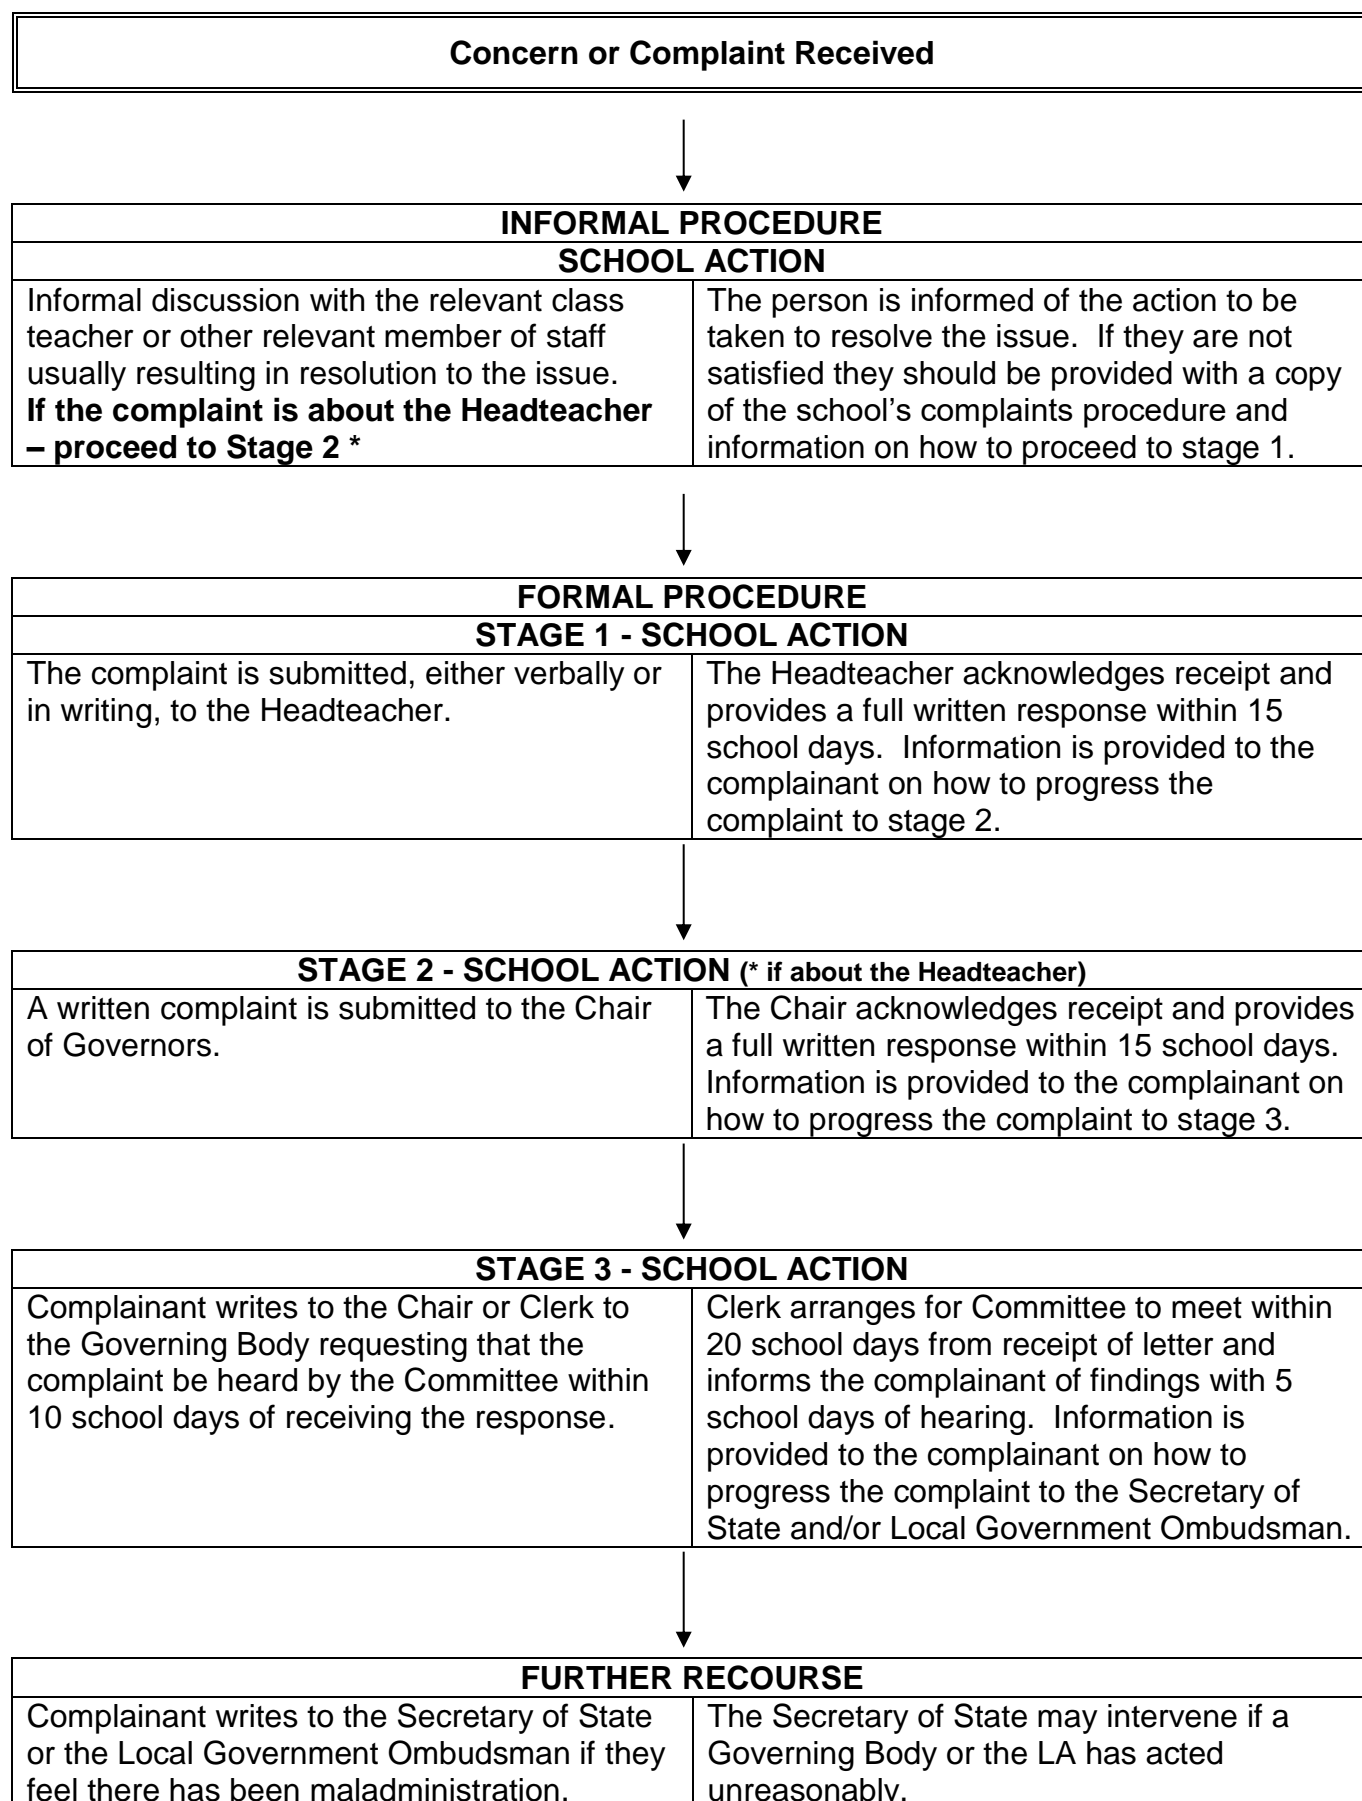 Concern or Complaint Received
INFORMAL PROCEDURE
SCHOOL ACTION
Informal discussion with the relevant class
teacher or other relevant member of staff
usually resulting in resolution to the issue.
If the complaint is about the Headteacher
– proceed to Stage 2 *
The person is informed of the action to be
taken to resolve the issue.  If they are not
satisfied they should be provided with a copy
of the school’s complaints procedure and
information on how to proceed to stage 1.
FORMAL PROCEDURE
STAGE 1 - SCHOOL ACTION
The complaint is submitted, either verbally or
in writing, to the Headteacher.
The Headteacher acknowledges receipt and
provides a full written response within 15
school days.  Information is provided to the
complainant on how to progress the
complaint to stage 2.
STAGE 2 - SCHOOL ACTION (* if about the Headteacher)
A written complaint is submitted to the Chair
of Governors.
The Chair acknowledges receipt and provides
a full written response within 15 school days.
Information is provided to the complainant on
how to progress the complaint to stage 3.
STAGE 3 - SCHOOL ACTION
Complainant writes to the Chair or Clerk to
the Governing Body requesting that the
complaint be heard by the Committee within
10 school days of receiving the response.
Clerk arranges for Committee to meet within
20 school days from receipt of letter and
informs the complainant of findings with 5
school days of hearing.  Information is
provided to the complainant on how to
progress the complaint to the Secretary of
State and/or Local Government Ombudsman.
FURTHER RECOURSE
Complainant writes to the Secretary of State
or the Local Government Ombudsman if they
feel there has been maladministration.
The Secretary of State may intervene if a
Governing Body or the LA has acted
unreasonably.